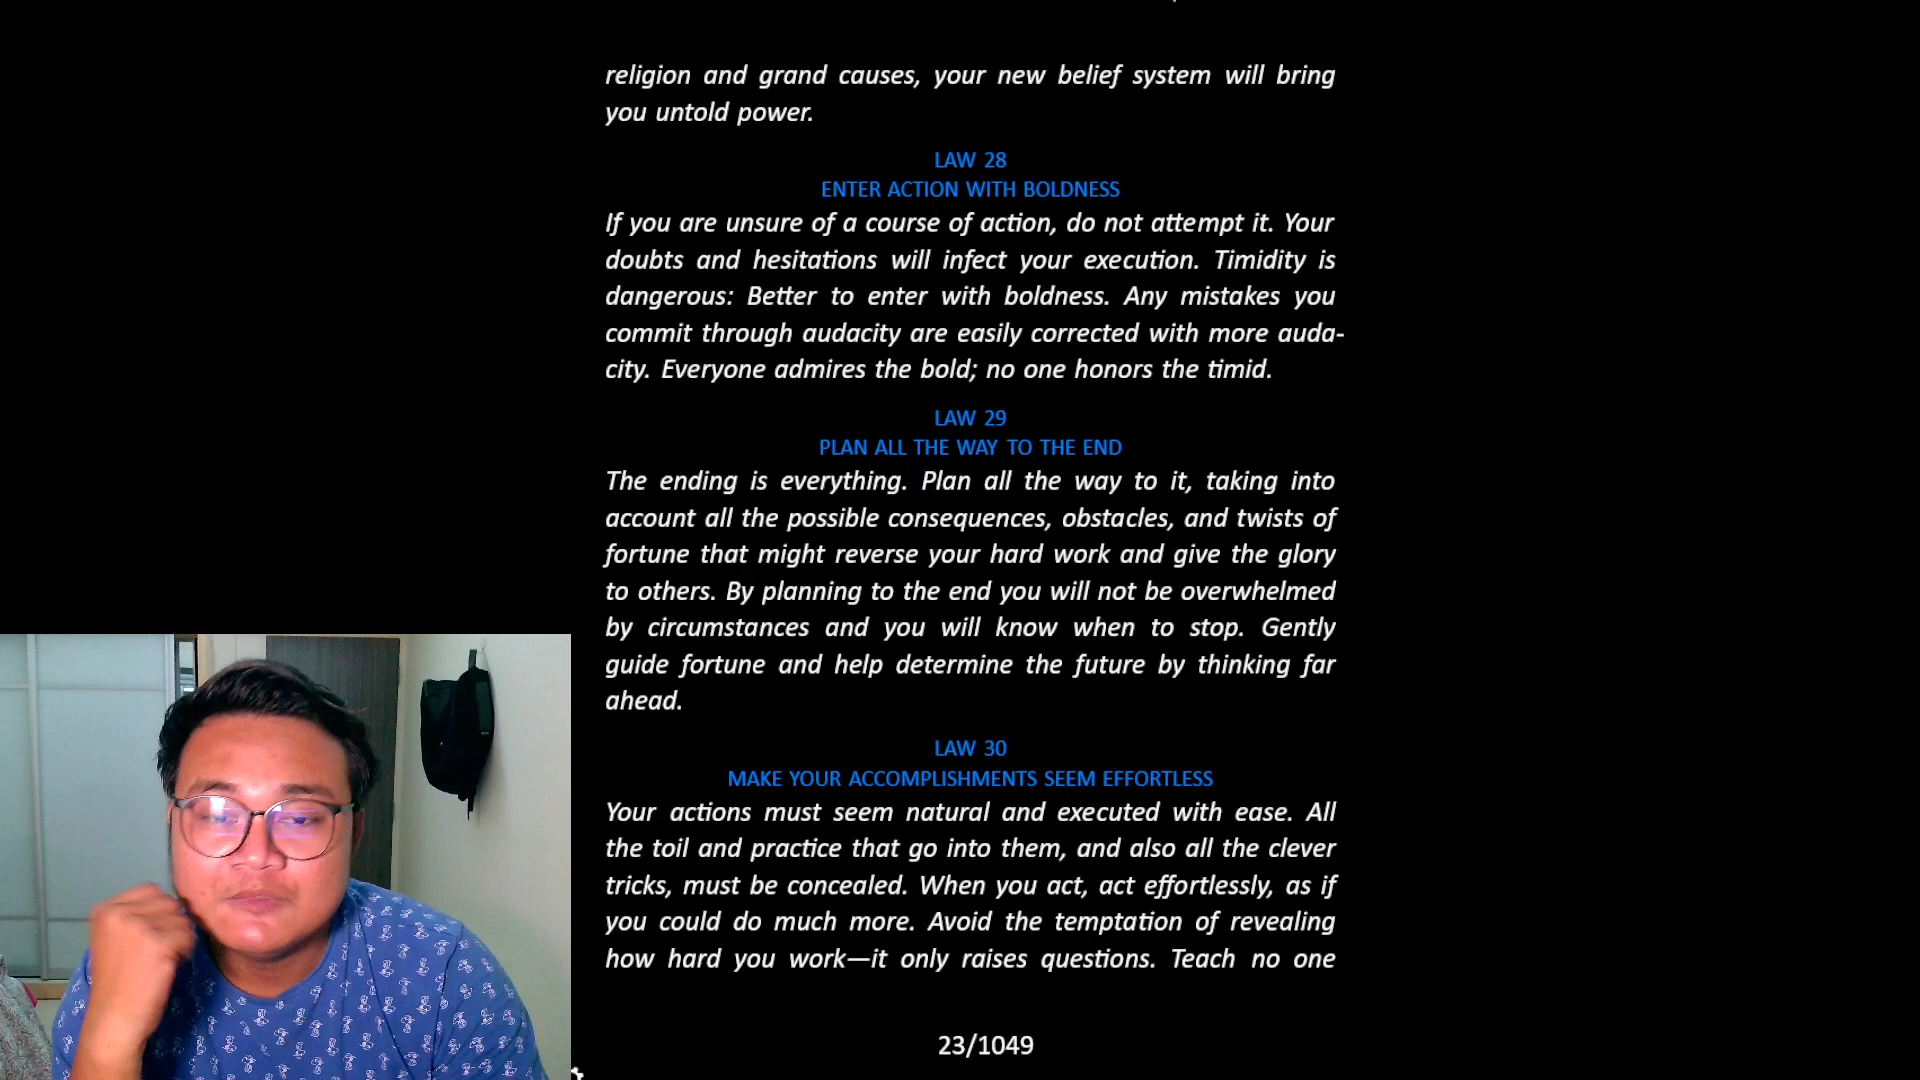 religion and grand causes, your new belief system will bring
you untold power.
LAW 28
ENTER ACTION WITH BOLDNESS
If you are unsure of a course of action, do not attempt it. Your
doubts and hesitations will infect your execution. Timidity is
dangerous: Better to enter with boldness. Any mistakes you
commit through audacity are easily corrected with more auda-
city. Everyone admires the bold; no one honors the timid.
LAW 29
PLAN ALL THE WAY TO THE END
The ending is everything. Plan all the way to it, taking into
account all the possible consequences, obstacles, and twists of
fortune that might reverse your hard work and give the glory
to others. By planning to the end you will not be overwhelmed
by circumstances and you will know when to stop. Gently
guide fortune and help determine the future by thinking far
ahead.
LAW 30
MAKE YOUR ACCOMPLISHMENTS SEEM EFFORTLESS
Your actions must seem natural and executed with ease. All
the toil and practice that go into them, and also all the clever
tricks, must be concealed. When you act, act effortlessly, as if
you could do much more. Avoid the temptation of revealing
how hard you work—it only raises questions. Teach no one
23/1049